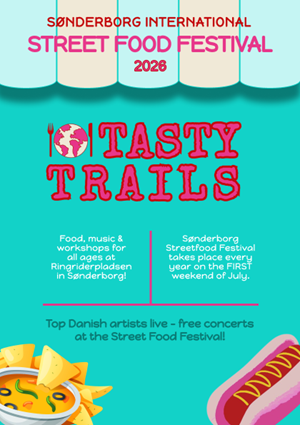 SØNDERBORG INTERNATIONAL
STREET FOOD FESTIVAL
2026
TASTY
TRAILS
Food, music &
workshops for
all ages at
Ringriderpladsen
in Sønderborg!
Sønderborg
Streetfood Festival
takes place every
year on the FIRST
weekend of July.
Top Danish artists live - free concerts
at the Street Food Festival!